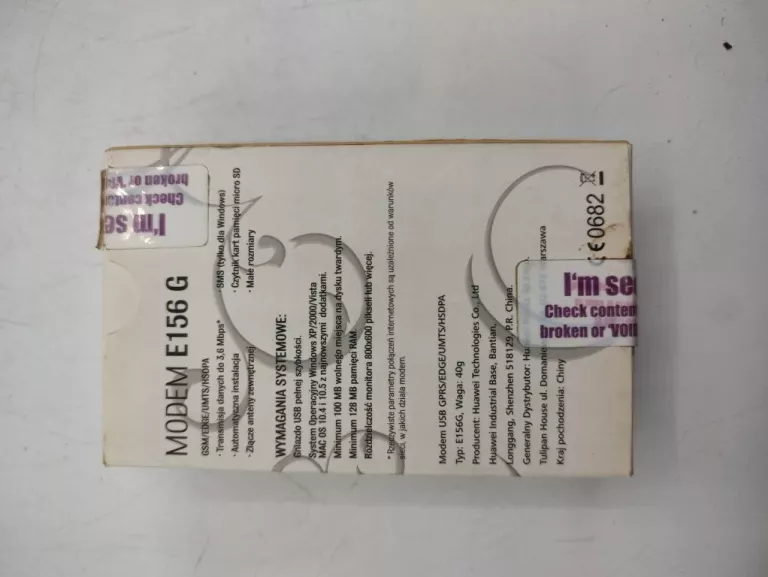 MODEM E156 G
GSM/EDGE/UMTS/HSDPA
· Transmisja danych do 3,6 Mbps*
· Automatyczna instalacja
· Złącze anteny zewnętrznej
· SMS (tylko dla Windows)
· Czytnik kart pamięci micro SD
· Małe rozmiary
WYMAGANIA SYSTEMOWE:
Gniazdo USB pełnej szybkości.
System Operacyjny Windows XP/2000/Vista
MAC OS 10.4 i 10.5 z najnowszymi dodatkami.
Minimum 100 MB wolnego miejsca na dysku twardym.
Minimum 128 MB pamięci RAM.
Rozdzielczość monitora 800x600 pikseli lub więcej.
* Rzeczywiste parametry połączeń internetowych są uzależnione od warunków
sieci, w jakich działa modem.
Modem USB GPRS/EDGE/UMTS/HSDPA
Typ: E156G, Waga: 40g
Producent: Huawei Technologies Co., Ltd
Huawei Industrial Base, Bantian,
Longgang, Shenzhen 518129, P.R. China.
Generalny Dystrybutor:
Tulipan House ul.
Warszawa
Kraj pochodzenia: Chiny
CE0682
I'm se
Check conten
broken or 'VOID
I'm se
Check conta
broken or 'V